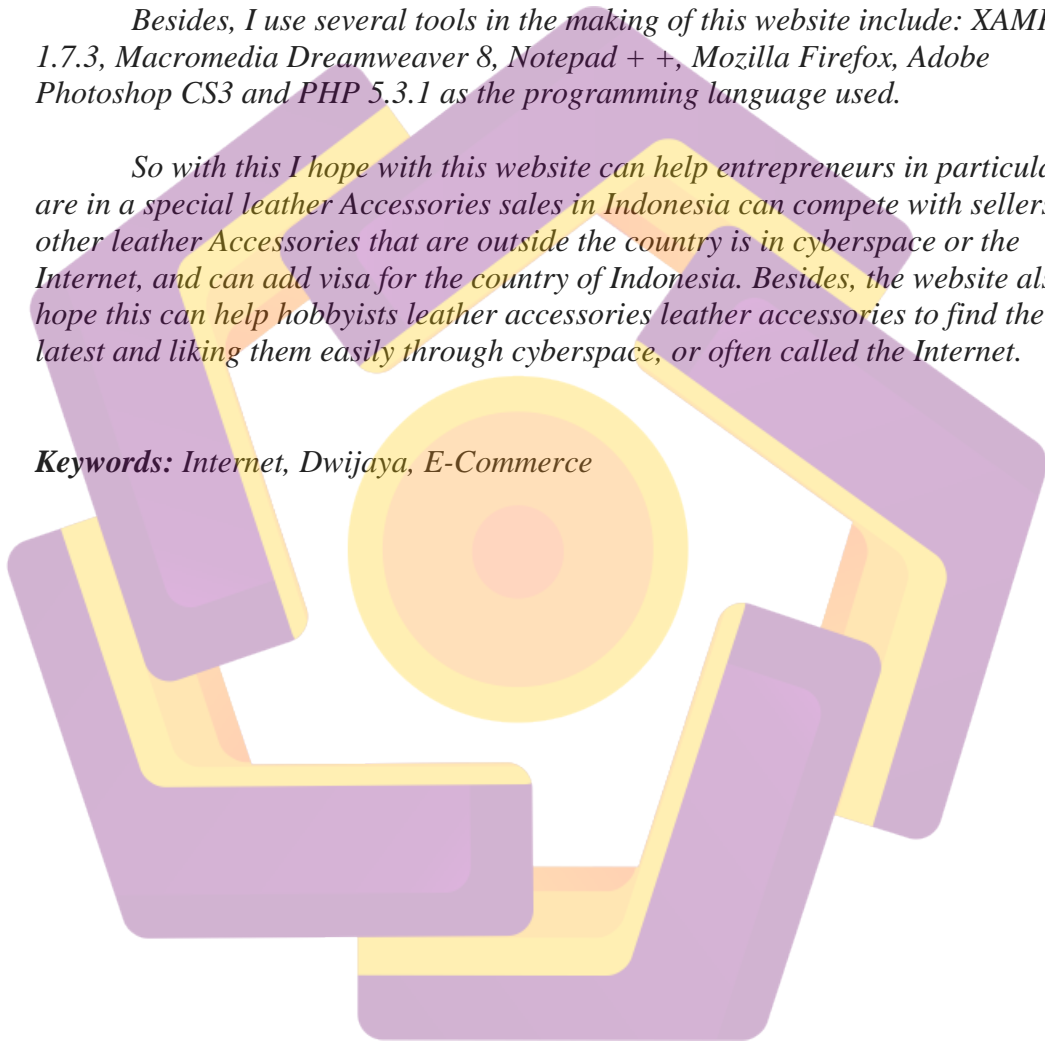 Besides, I use several tools in the making of this website include: XAM
1.7.3, Macromedia Dreamweaver 8, Notepad + +, Mozilla Firefox, Adobe
Photoshop CS3 and PHP 5.3.1 as the programming language used.
So with this I hope with this website can help entrepreneurs in particul
are in a special leather Accessories sales in Indonesia can compete with sellers
other leather Accessories that are outside the country is in cyberspace or the
Internet, and can add visa for the country of Indonesia. Besides, the website als
hope this can help hobbyists leather accessories leather accessories to find the
latest and liking them easily through cyberspace, or often called the Internet.
Keywords: Internet, Dwijaya, E-Commerce